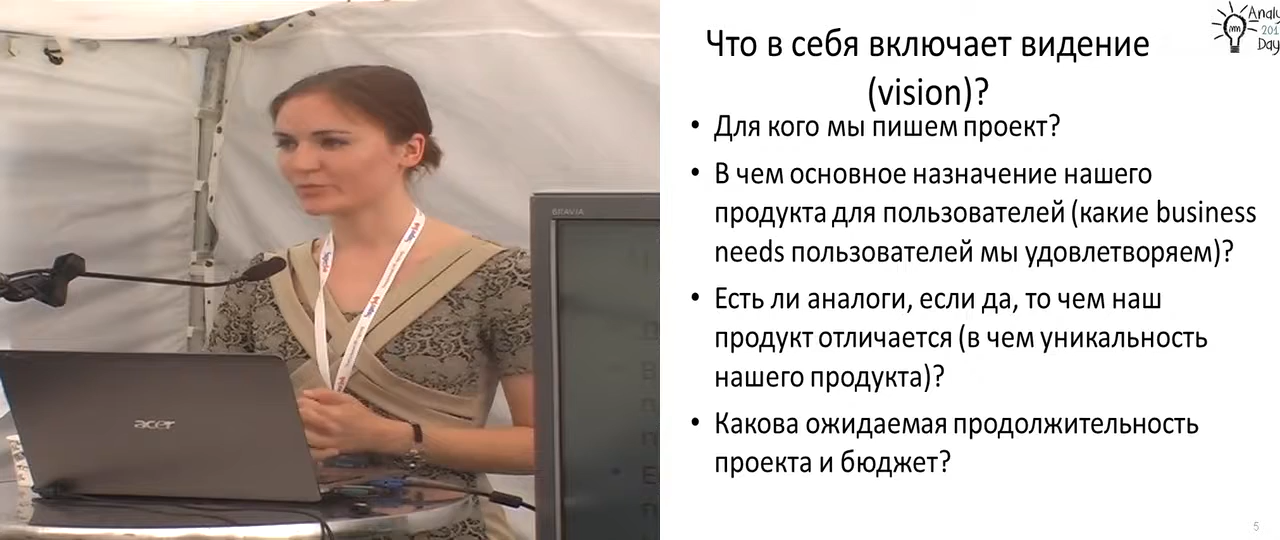 Что в себя включает видение
(vision)?
• Для кого мы пишем проект?
• В чем основное назначение нашего
продукта для пользователей (какие business
needs пользователей мы удовлетворяем)?
• Есть ли аналоги, если да, то чем наш
продукт отличается (в чем уникальность
нашего продукта)?
• Какова ожидаемая продолжительность
проекта и бюджет?
5
BRAVIA
acer